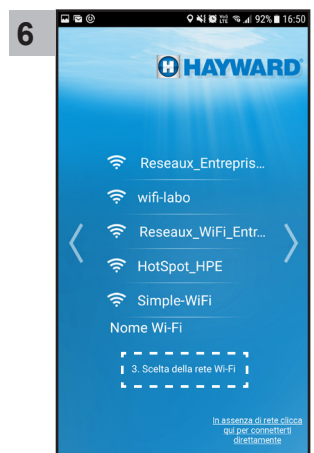 6
92% 16:50
HAYWARD
Reseaux_Entrepris...
wifi-labo
Reseaux_WiFi_Entr...
HotSpot_HPE
Simple-WiFi
Nome Wi-Fi
3. Scelta della rete Wi-Fi
In assenza di rete clicca
qui per connetterti
direttamente